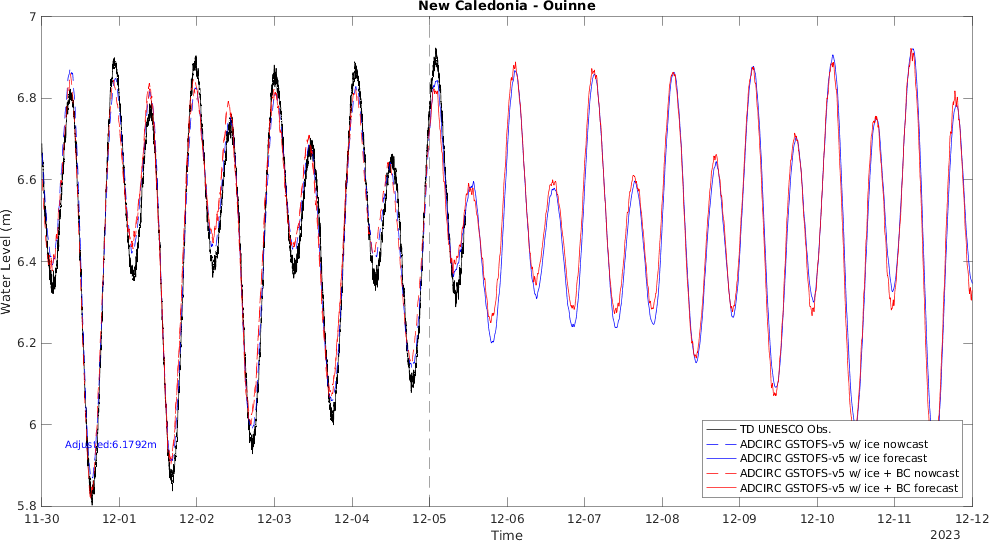 New Caledonia - Ouinne
7
6.8
6.6
6.4
6.2
6
5.8
Water Level (m)
Adjusted:6.1792m
TD UNESCO Obs.
ADCIRC GSTOFS-v5 w/ ice nowcast
ADCIRC GSTOFS-v5 w/ ice forecast
ADCIRC GSTOFS-v5 w/ ice + BC nowcast
ADCIRC GSTOFS-v5 w/ ice + BC forecast
11-30 12-01 12-02 12-03 12-04 12-05 12-06 12-07 12-08 12-09 12-10 12-11 12-12
Time
2023